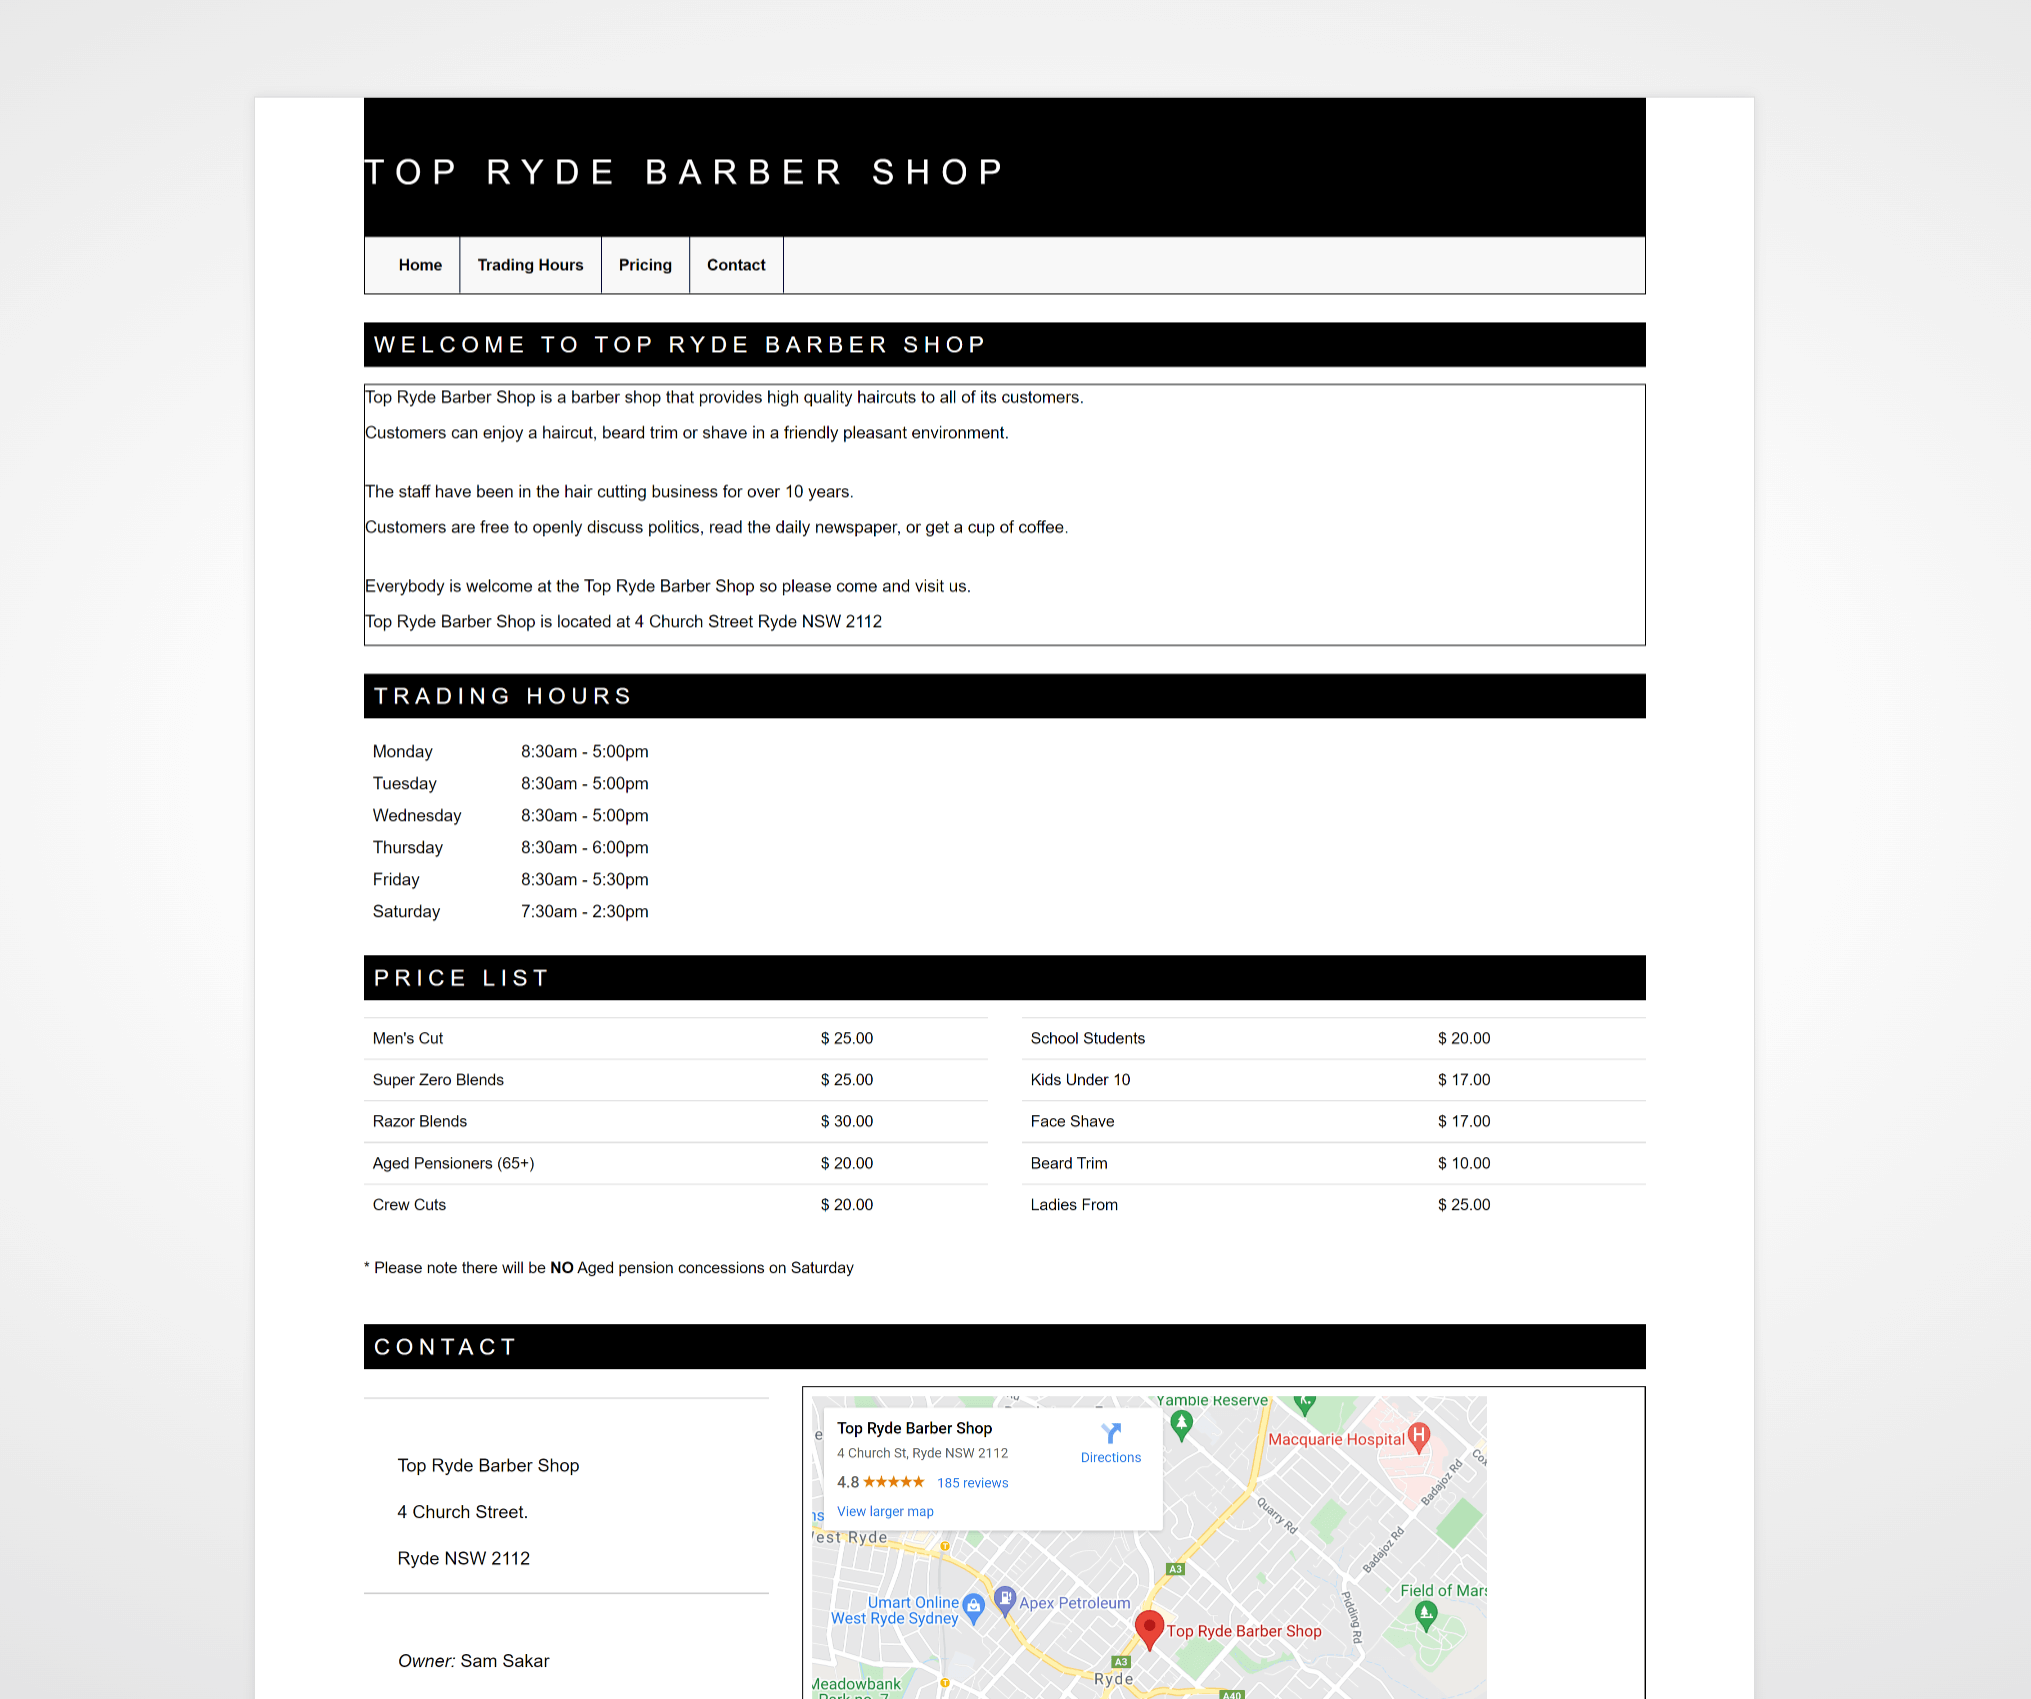 TOP RYDE BARBER SHOP
Home
Trading Hours
Pricing
Contact
WELCOME TO TOP RYDE BARBER SHOP
Top Ryde Barber Shop is a barber shop that provides high quality haircuts to all of its customers.
Customers can enjoy a haircut, beard trim or shave in a friendly pleasant environment.
The staff have been in the hair cutting business for over 10 years.
Customers are free to openly discuss politics, read the daily newspaper, or get a cup of coffee.
Everybody is welcome at the Top Ryde Barber Shop so please come and visit us.
Top Ryde Barber Shop is located at 4 Church Street Ryde NSW 2112
TRADING HOURS
Monday 8:30am - 5:00pm
Tuesday 8:30am - 5:00pm
Wednesday 8:30am - 5:00pm
Thursday 8:30am - 6:00pm
Friday 8:30am - 5:30pm
Saturday 7:30am - 2:30pm
PRICE LIST
Men's Cut $ 25.00
Super Zero Blends $ 25.00
Razor Blends $ 30.00
Aged Pensioners (65+) $ 20.00
Crew Cuts $ 20.00
School Students $ 20.00
Kids Under 10 $ 17.00
Face Shave $ 17.00
Beard Trim $ 10.00
Ladies From $ 25.00
* Please note there will be NO Aged pension concessions on Saturday
CONTACT
Top Ryde Barber Shop
4 Church Street.
Ryde NSW 2112
Owner: Sam Sakar
Top Ryde Barber Shop
4 Church St, Ryde NSW 2112
4.8 ★★★★★ 185 reviews
View larger map
Directions
Yamble Reserve
Macquarie Hospital
H
Badajoz Rd
Cox
Quarry Rd
Badajoz Rd
Pidding Rd
est Ryde
A3
Field of Mars
Umart Online
West Ryde Sydney
Apex Petroleum
Top Ryde Barber Shop
A3
Ryde
Meadowbank
Park no. 7
A40